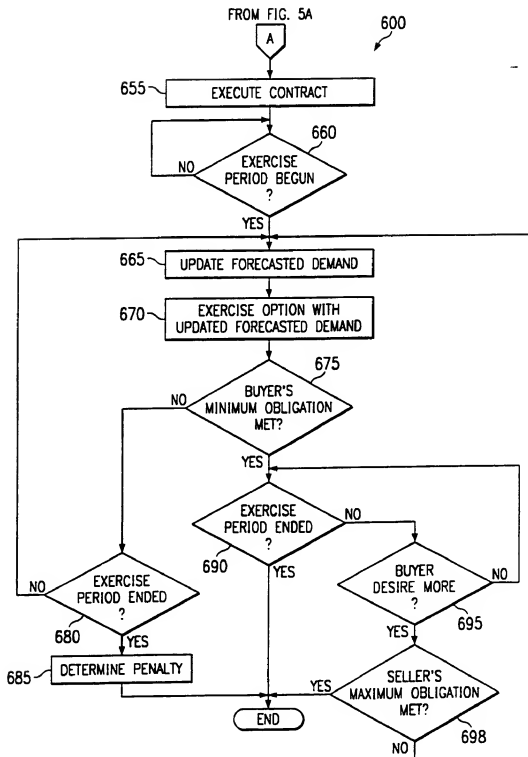 FROM FIG. 5A
A
600
655
EXECUTE CONTRACT
660
EXERCISE
PERIOD BEGUN
?
NO
YES
665
UPDATE FORECASTED DEMAND
670
EXERCISE OPTION WITH
UPDATED FORECASTED DEMAND
675
BUYER'S
MINIMUM OBLIGATION
MET?
NO
YES
EXERCISE
PERIOD ENDED
?
NO
690
YES
EXERCISE
PERIOD ENDED
?
NO
680
YES
BUYER
DESIRE MORE
?
NO
695
YES
685
DETERMINE PENALTY
SELLER'S
MAXIMUM OBLIGATION
MET?
YES
698
NO
END